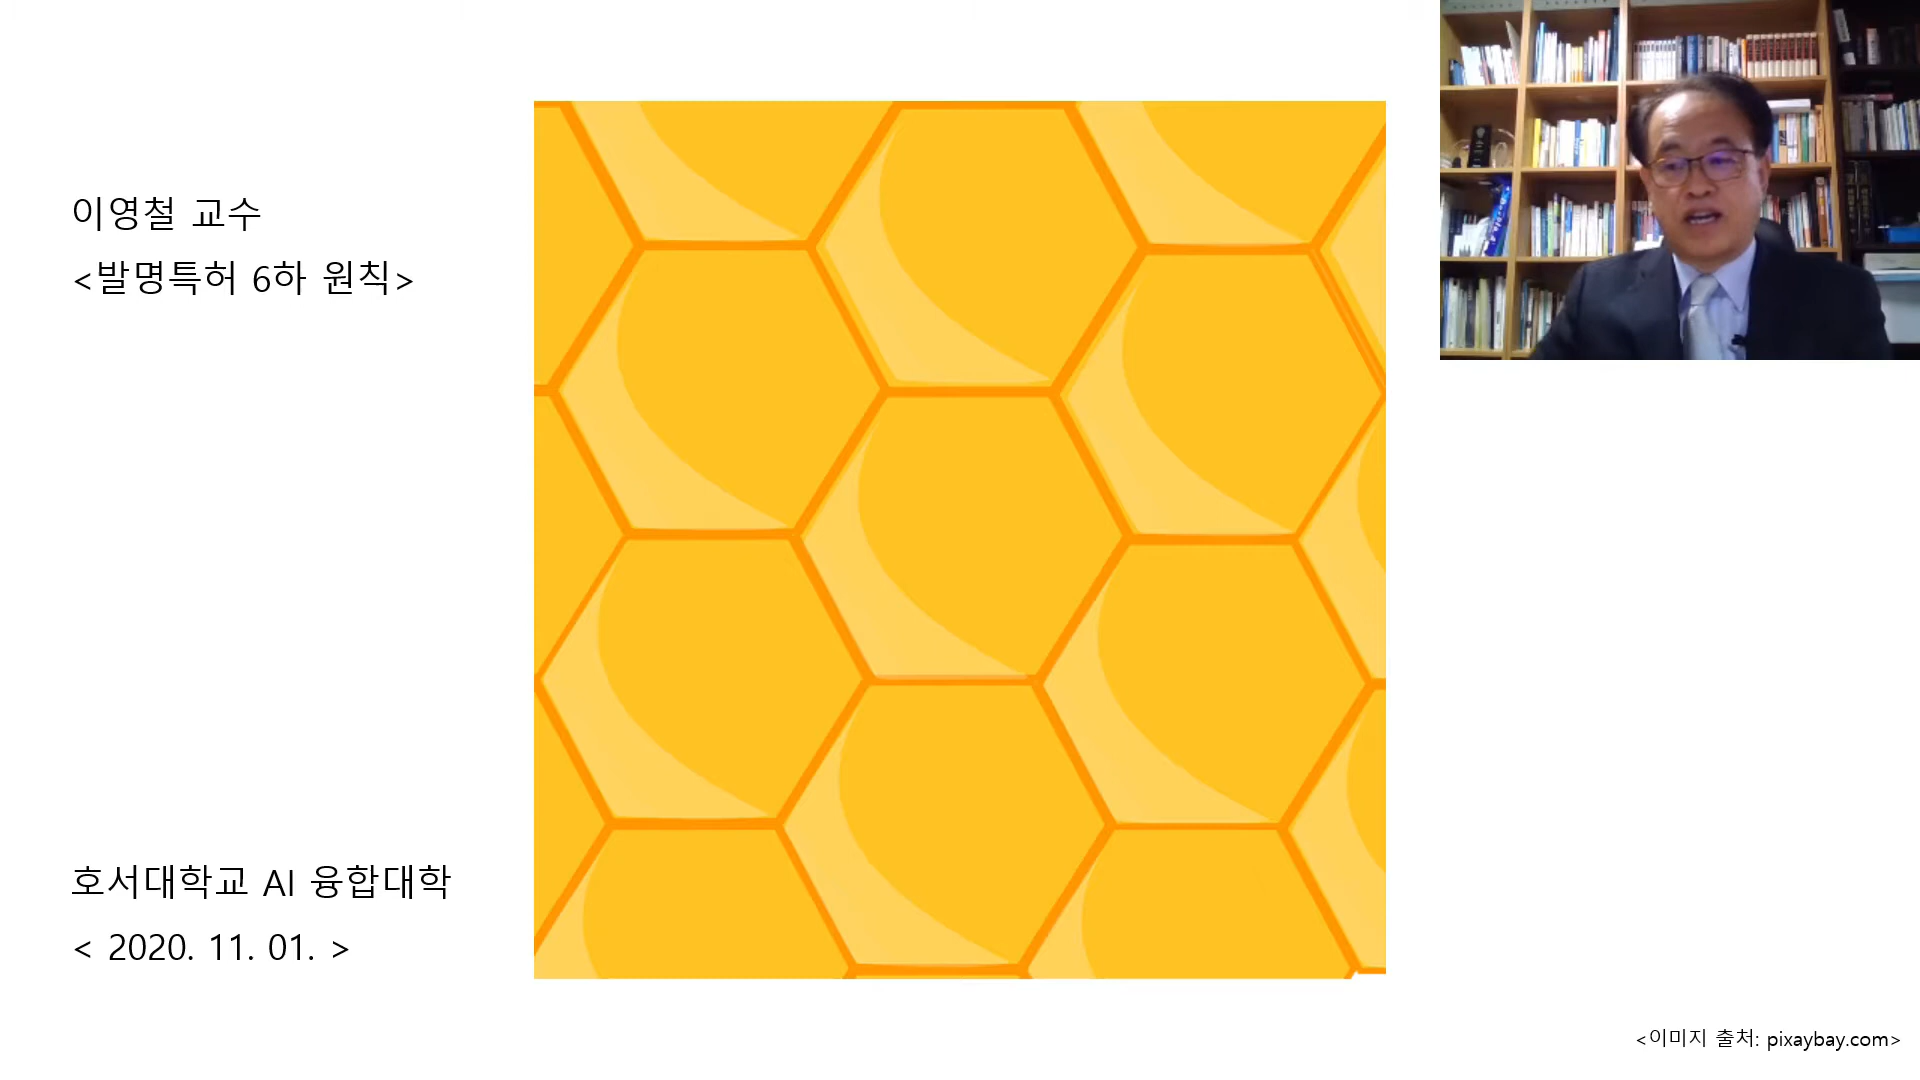 이영철 교수
<발명특허 6하 원칙>
호서대학교 AI 융합대학
< 2020. 11. 01. >
<이미지 출처: pixaybay.com>